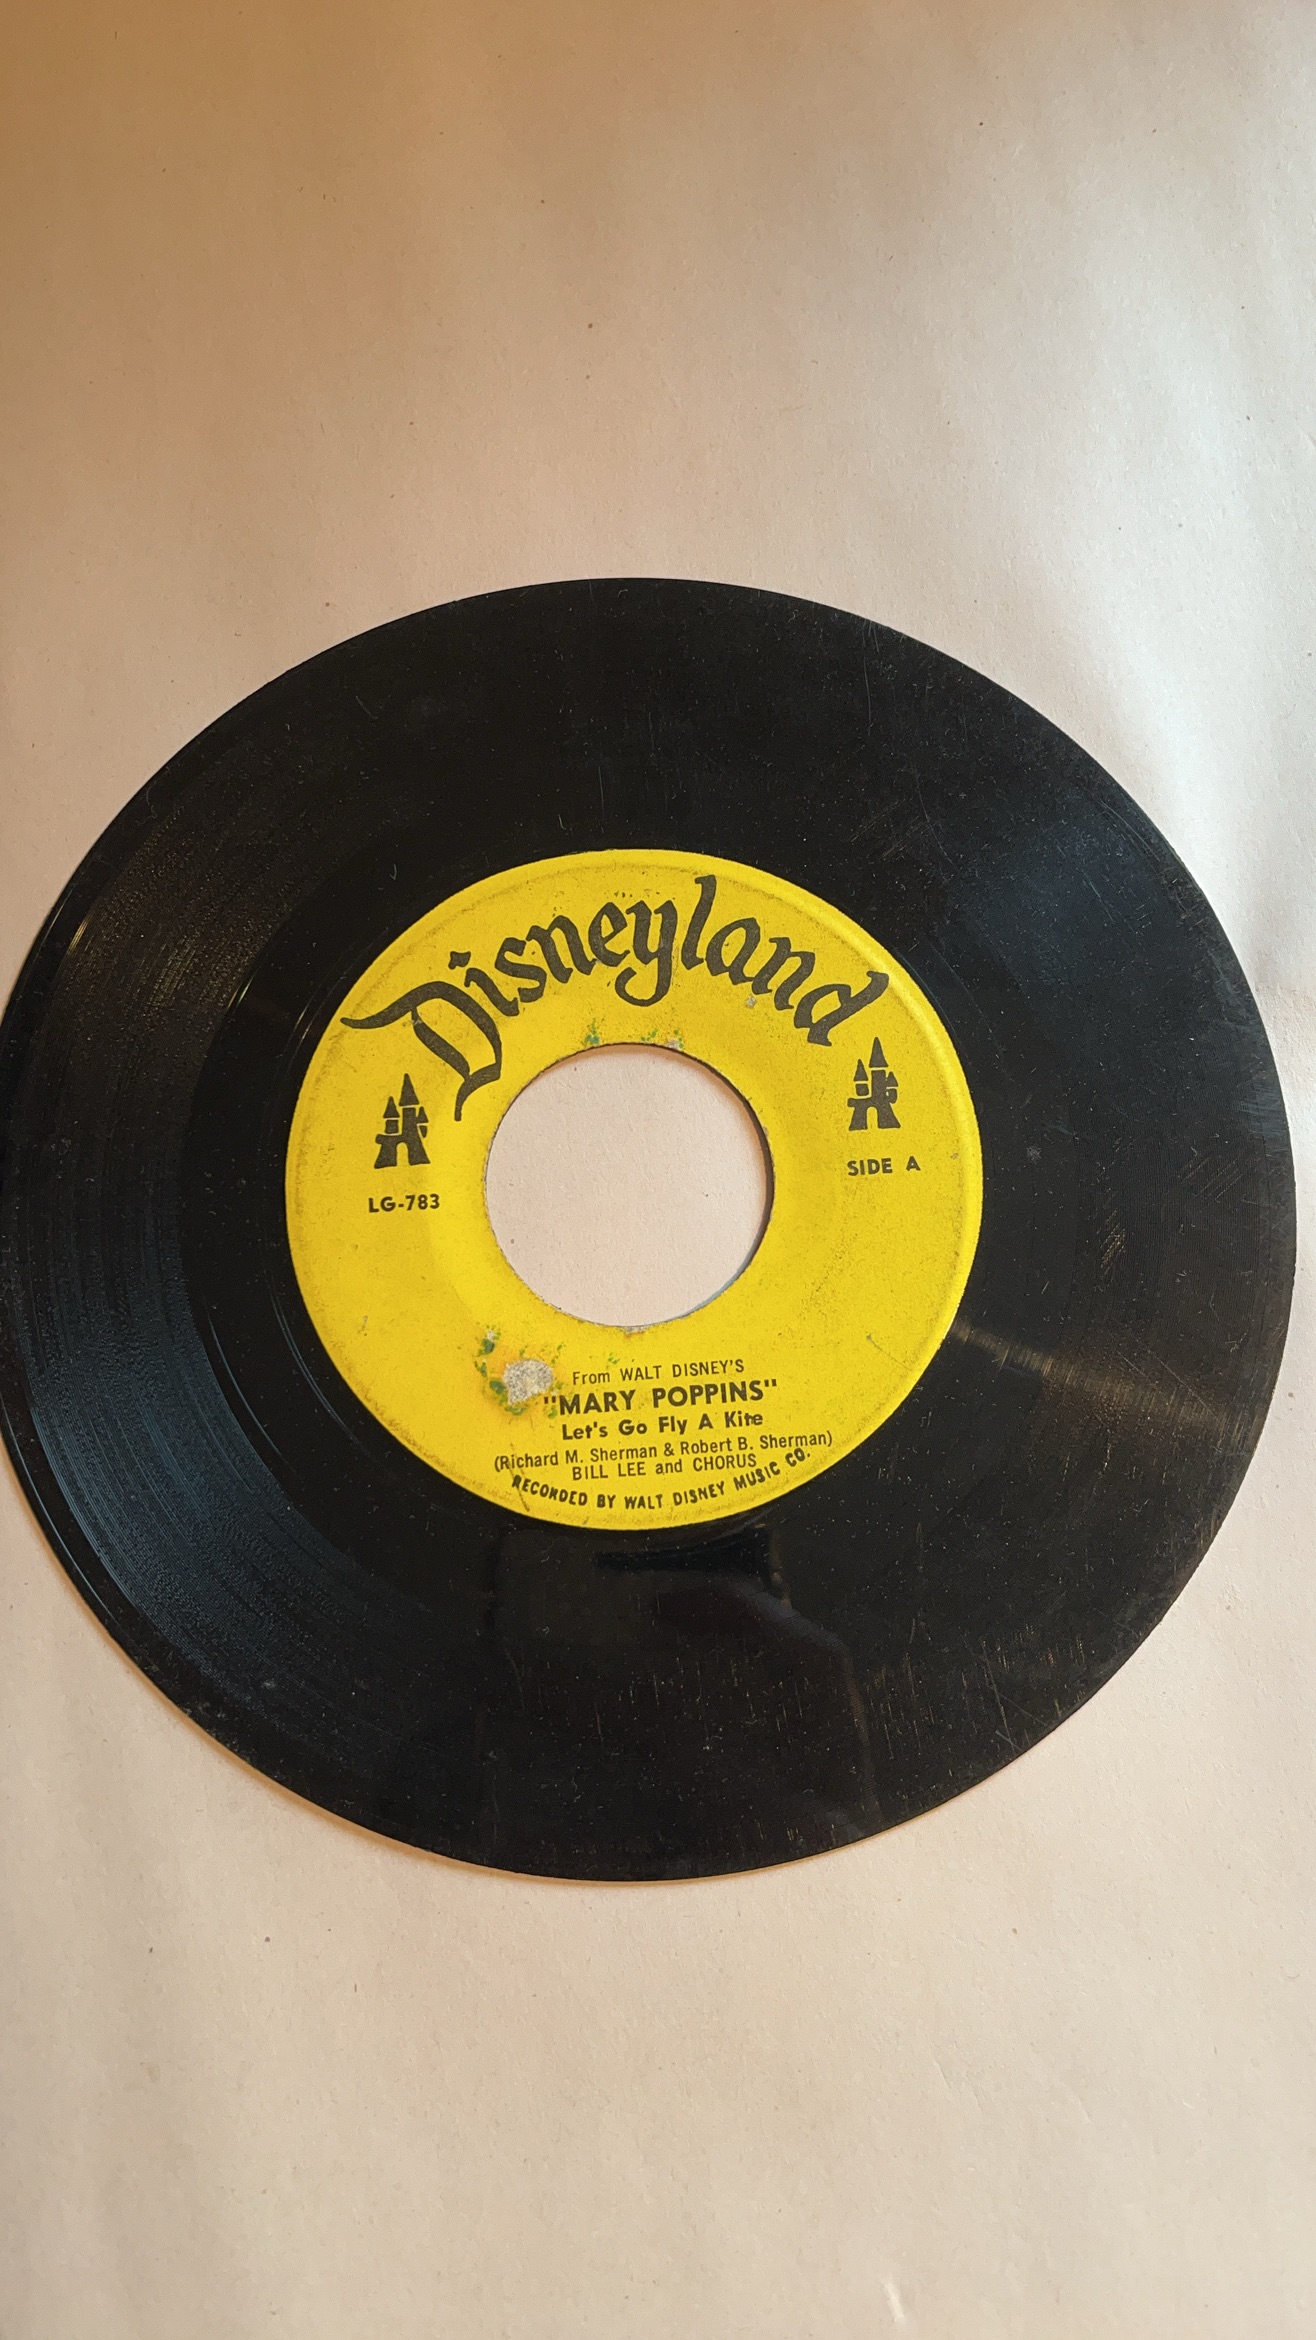 Disneyland
LG-783
SIDE A
From WALT DISNEY'S
"MARY POPPINS"
Let's Go Fly A Kite
(Richard M. Sherman & Robert B. Sherman)
BILL LEE and CHORUS
RECORDED BY WALT DISNEY MUSIC CO.